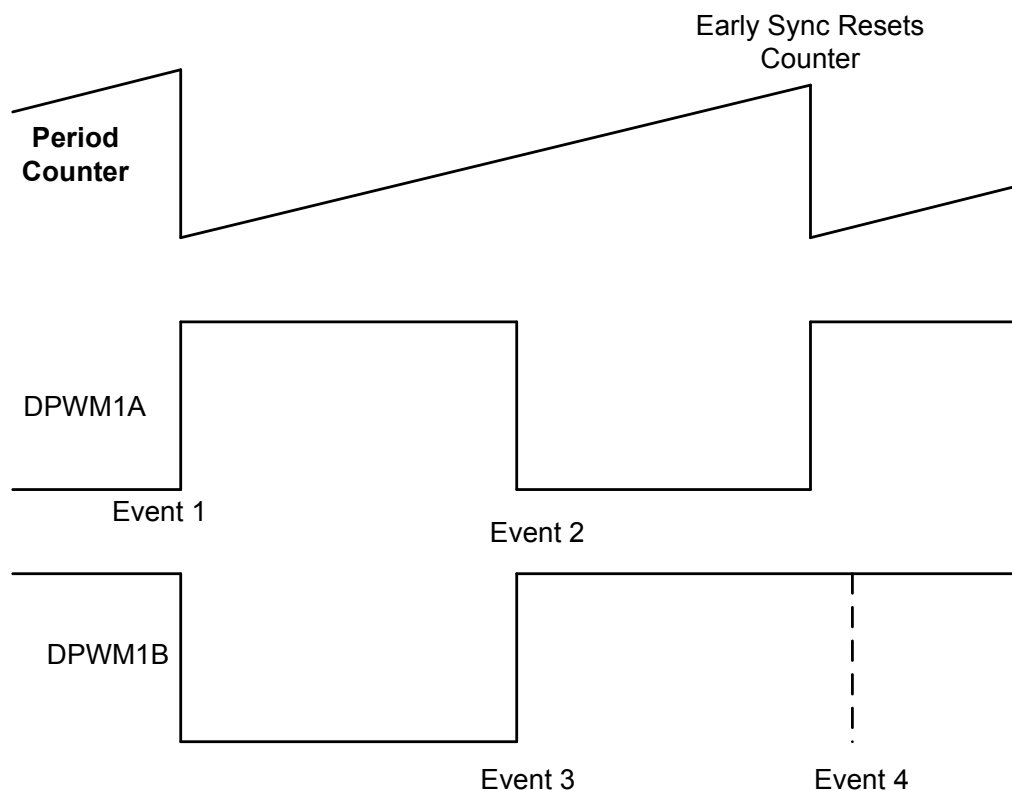 Early Sync Resets
Counter
Period
Counter
DPWM1A
Event 1
Event 2
DPWM1B
Event 3
Event 4